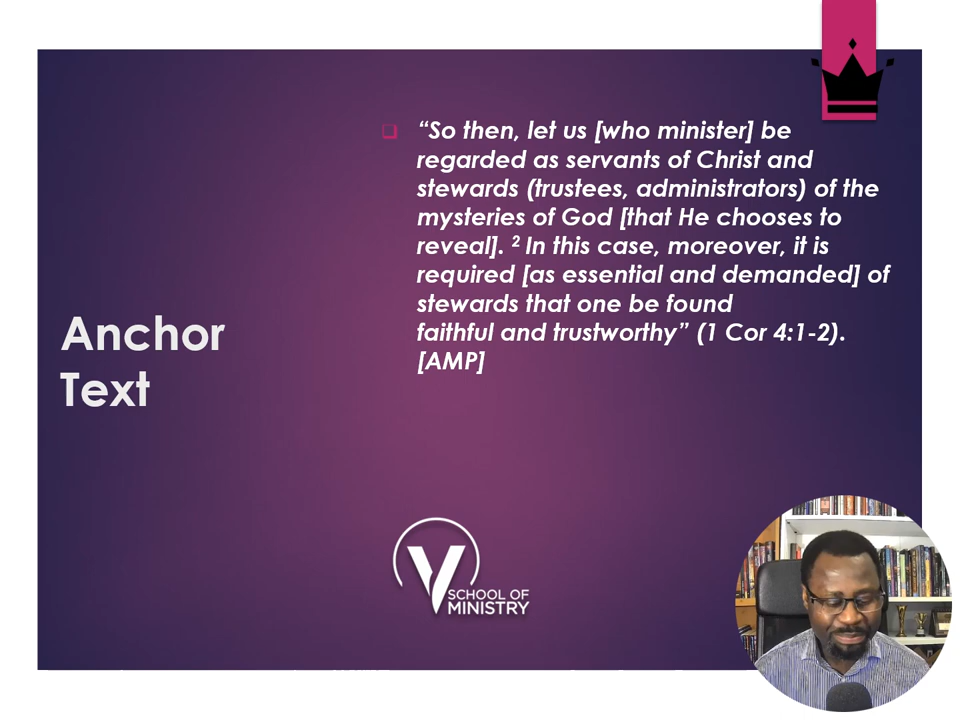 “So then, let us [who minister] be
regarded as servants of Christ and
stewards (trustees, administrators) of the
mysteries of God [that He chooses to
reveal]. ² In this case, moreover, it is
required [as essential and demanded] of
stewards that one be found
faithful and trustworthy” (1 Cor 4:1-2).
[AMP]
Anchor
Text
V
SCHOOL OF
MINISTRY